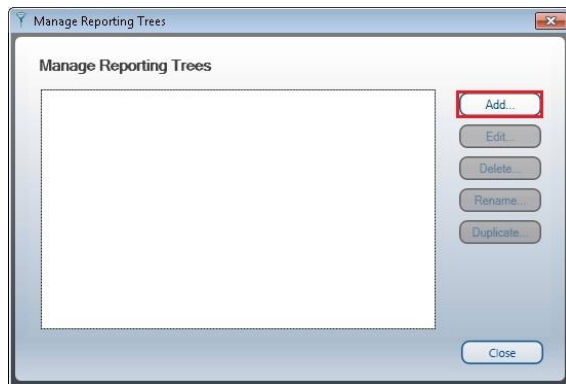 Manage Reporting Trees
Manage Reporting Trees
Add...
Edit...
Delete...
Rename...
Duplicate...
Close